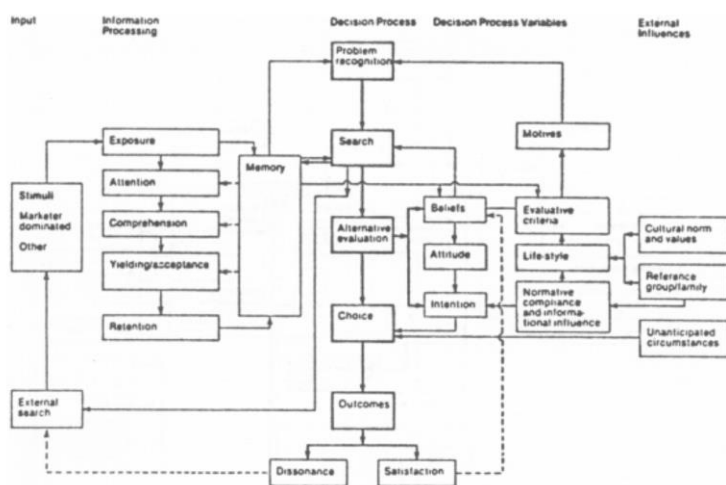 Input
Information
Processing
Decision Process
Decision Process Variables
External
Influences
Problem
recognition
Exposure
Search
Motives
Memory
Attention
Stimuli
Marketer
dominated
Other
Comprehension
Alternative
evaluation
Beliefs
Evaluative
criteria
Cultural norm
and values
Yielding/acceptance
Attitude
Life-style
Reference
group/family
Retention
Choice
Intention
Normative
compliance
and informa-
tional influence
Unanticipated
circumstances
External
search
Outcomes
Dissonance
Satisfaction